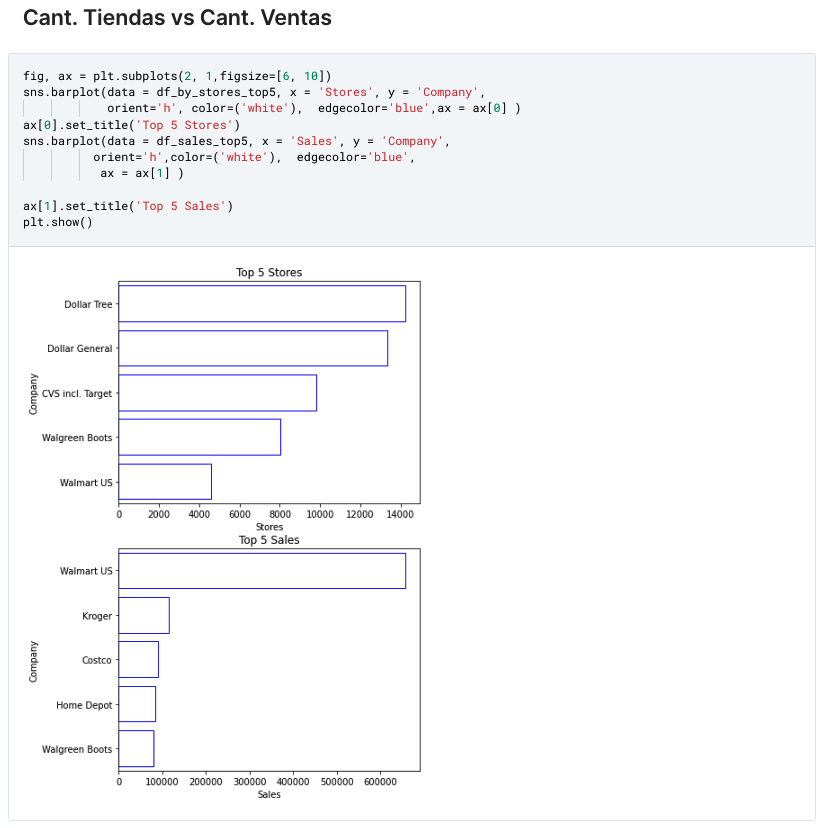 Cant. Tiendas vs Cant. Ventas
fig, ax = plt.subplots(2, 1,figsize=[6, 10])
sns.barplot(data = df_by_stores_top5, x = 'Stores', y = 'Company',
orient='h', color=('white'),  edgecolor='blue',ax = ax[0] )
ax[0].set_title('Top 5 Stores')
sns.barplot(data = df_sales_top5, x = 'Sales', y = 'Company',
orient='h',color=('white'),  edgecolor='blue',
ax = ax[1] )
ax[1].set_title('Top 5 Sales')
plt.show()
Top 5 Stores
Dollar Tree
Dollar General
CVS incl. Target
Walgreen Boots
Walmart US
Company
0 2000 4000 6000 8000 10000 12000 14000
Stores
Top 5 Sales
Walmart US
Kroger
Costco
Home Depot
Walgreen Boots
Company
0 100000 200000 300000 400000 500000 600000
Sales